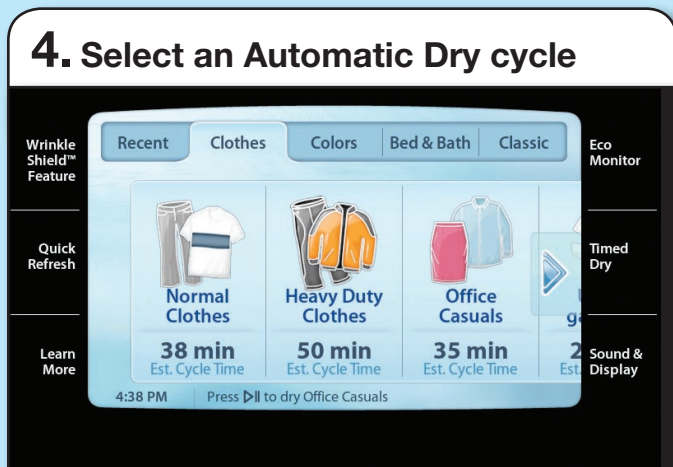 4. Select an Automatic Dry cycle
Wrinkle
Shield™
Feature
Quick
Refresh
Learn
More
Recent
Clothes
Colors
Bed & Bath
Classic
Normal
Clothes
38 min
Est. Cycle Time
Heavy Duty
Clothes
50 min
Est. Cycle Time
Office
Casuals
35 min
Est. Cycle Time
2
Est.
4:38 PM
Press ▷II to dry Office Casuals
Eco
Monitor
Timed
Dry
Sound &
Display